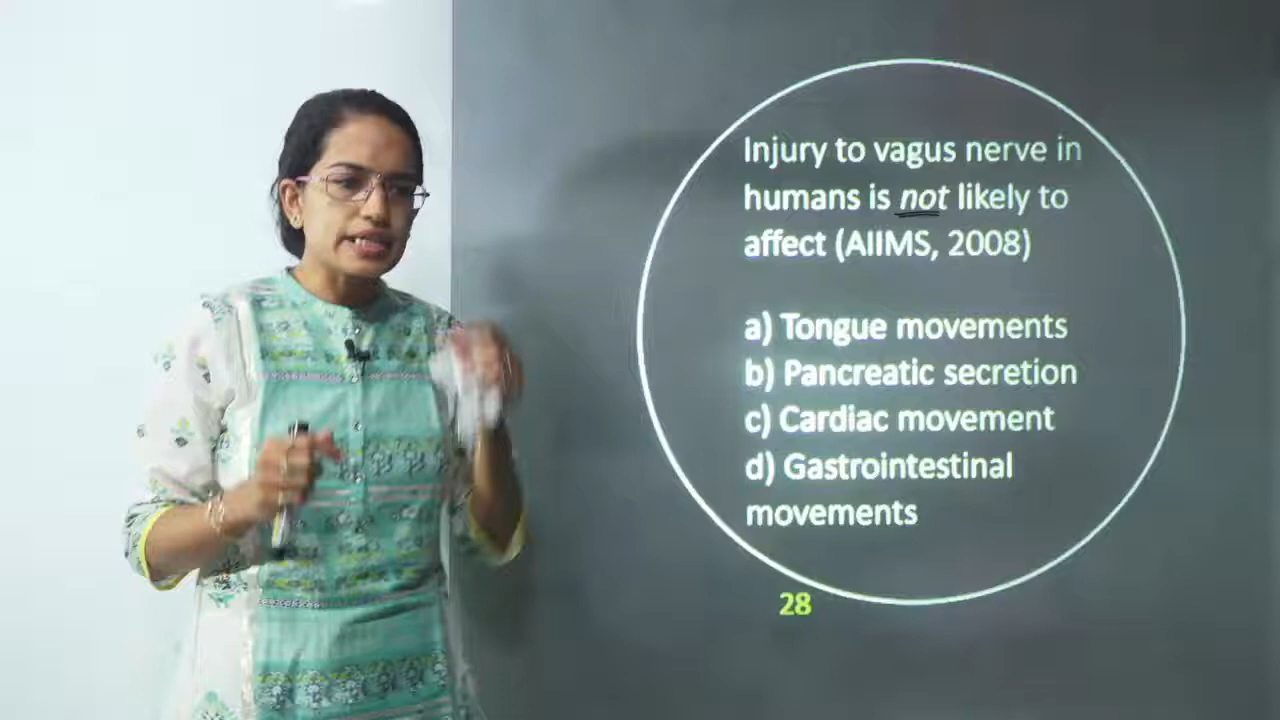 Injury to vagus nerve in
humans is not likely to
affect (AIIMS, 2008)
a) Tongue movements
b) Pancreatic secretion
c) Cardiac movement
d) Gastrointestinal
movements
28